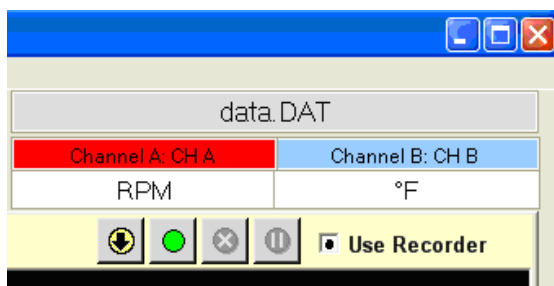 data.DAT
Channel A: CH A Channel B: CH B
RPM °F
Use Recorder